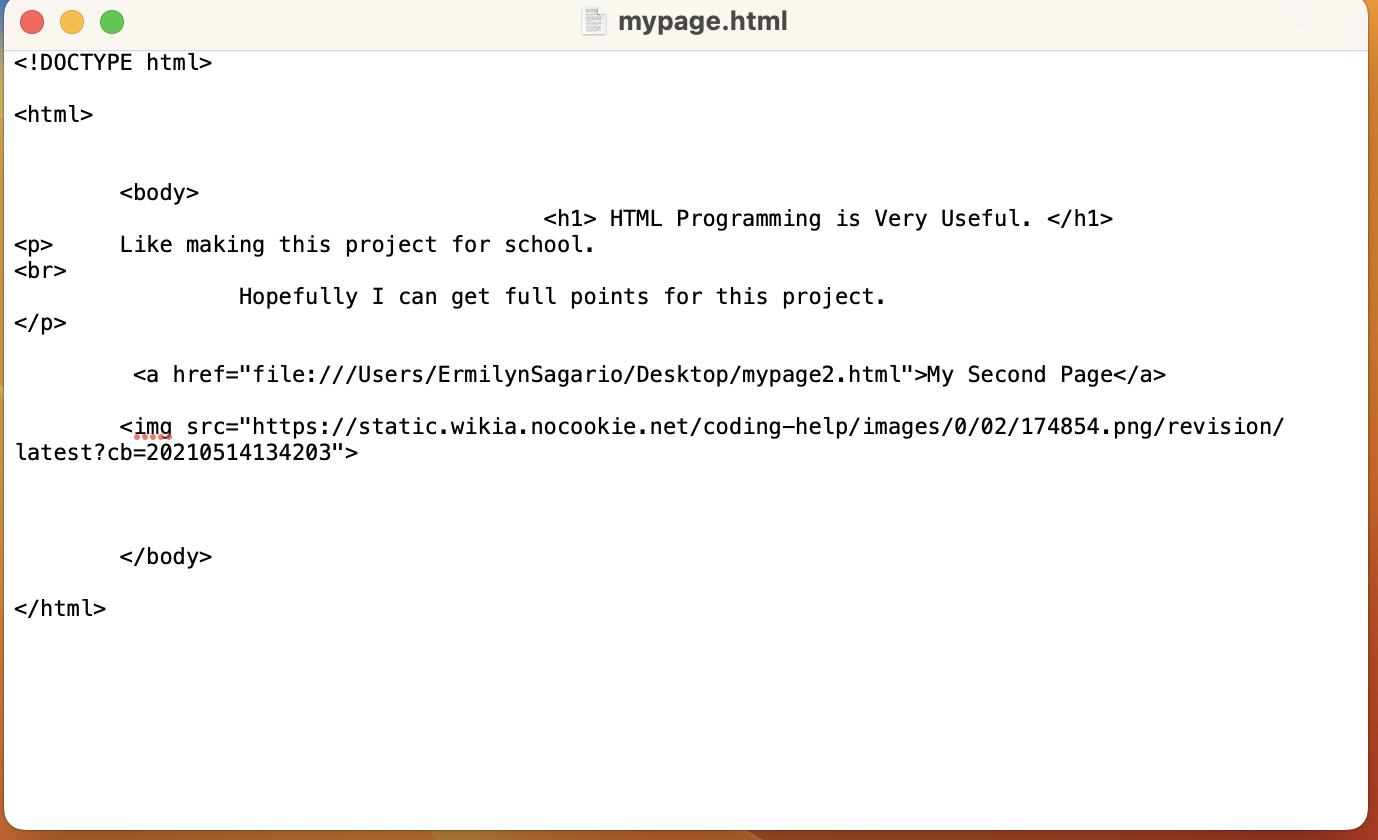 mypage.html
<!DOCTYPE html>
<html>
<body>
<h1> HTML Programming is Very Useful. </h1>
<p> Like making this project for school.
<br>
Hopefully I can get full points for this project.
</p>
<a href="file:///Users/ErmilynSagario/Desktop/mypage2.html">My Second Page</a>
<img src="https://static.wikia.nocookie.net/coding-help/images/0/02/174854.png/revision/
latest?cb=20210514134203">
</body>
</html>